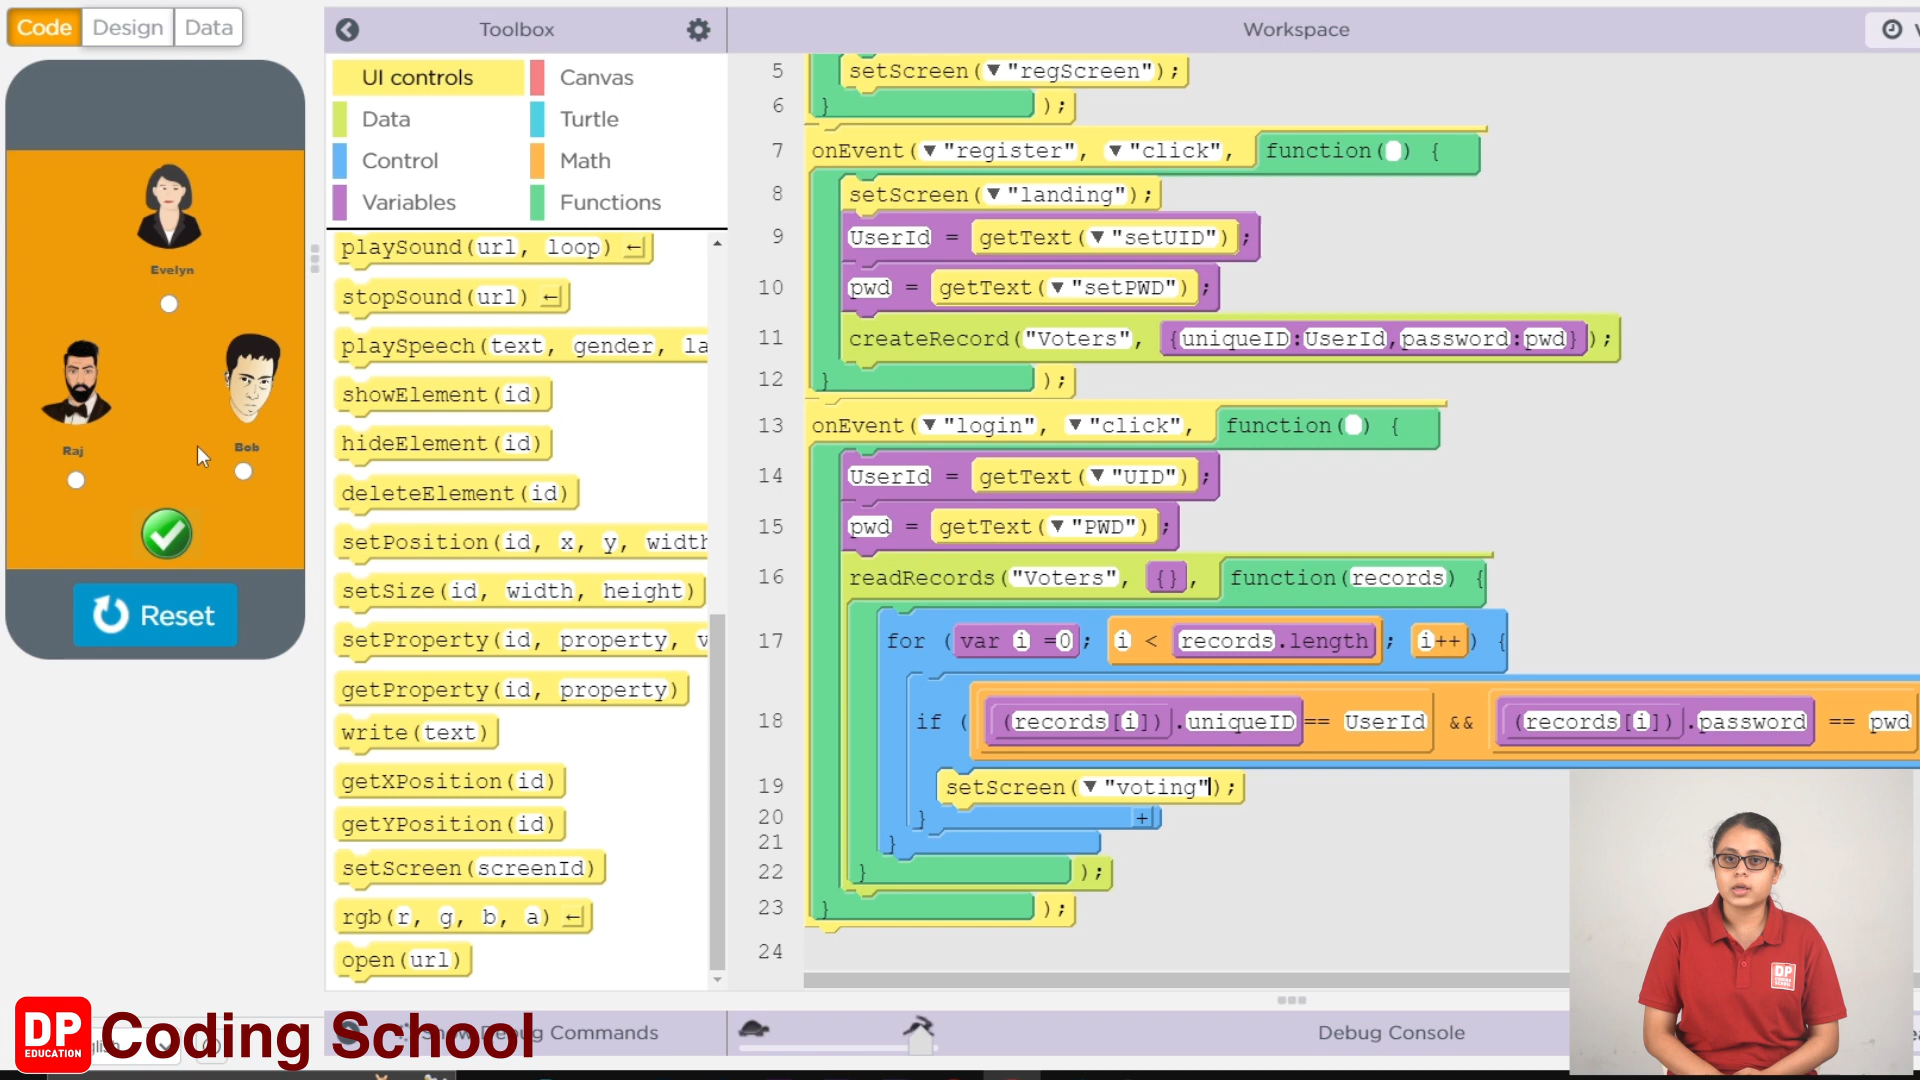 Code Design Data
Toolbox
Workspace
UI controls
Canvas
Data
Turtle
Control
Math
Variables
Functions
playSound(url, loop)
stopSound(url)
playSpeech(text, gender, la
showElement(id)
hideElement(id)
deleteElement(id)
setPosition(id, x, y, width
setSize(id, width, height)
setProperty(id, property, v
getProperty(id, property)
write(text)
getXPosition(id)
getYPosition(id)
setScreen(screenId)
rgb(r, g, b, a)
open(url)
Evelyn
Raj
Bob
Reset
5 setScreen(▼"regScreen");
6 } );
7 onEvent(▼"register", ▼"click", function( ) {
8 setScreen(▼"landing");
9 UserId = getText(▼"setUID");
10 pwd = getText(▼"setPWD");
11 createRecord("Voters", {uniqueID:UserId,password:pwd});
12 } );
13 onEvent(▼"login", ▼"click", function( ) {
14 UserId = getText(▼"UID");
15 pwd = getText(▼"PWD");
16 readRecords("Voters", {}, function(records) {
17 for (var i =0; i < records.length; i++) {
18 if ( (records[i]).uniqueID== UserId && (records[i]).password == pwd
19 setScreen(▼"voting");
20 } +
21 }
22 } );
23 } );
24
Debug Commands
Debug Console
DP
EDUCATION
Coding School
DP
CODING
SCHOOL